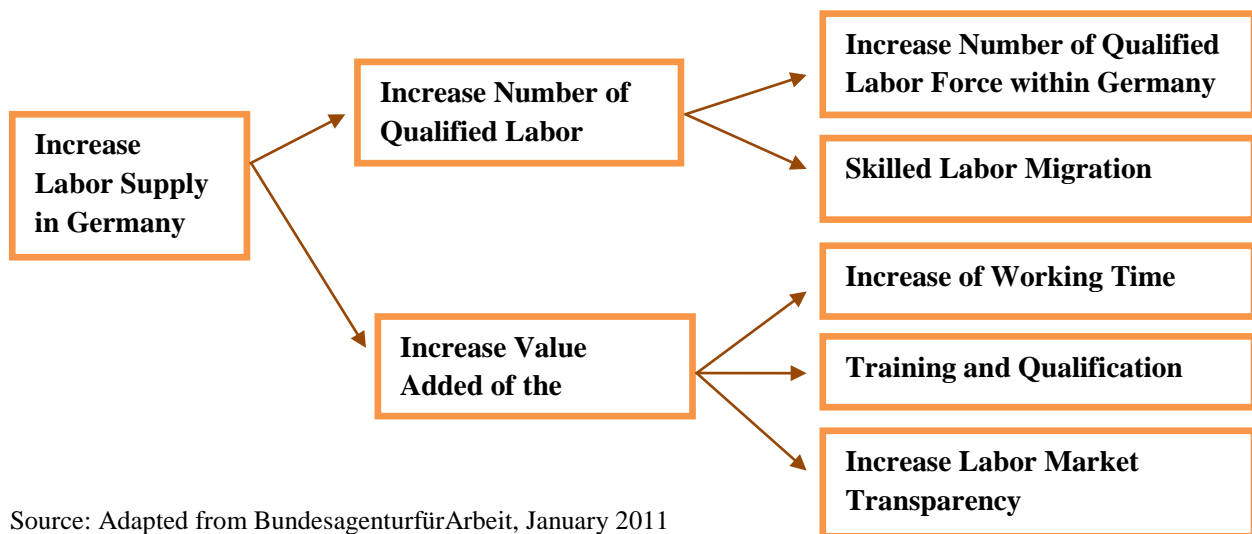 Increase
Labor Supply
in Germany
Increase Number of
Qualified Labor
Increase Value
Added of the
Increase Number of Qualified
Labor Force within Germany
Skilled Labor Migration
Increase of Working Time
Training and Qualification
Increase Labor Market
Transparency
Source: Adapted from BundesagenturfürArbeit, January 2011